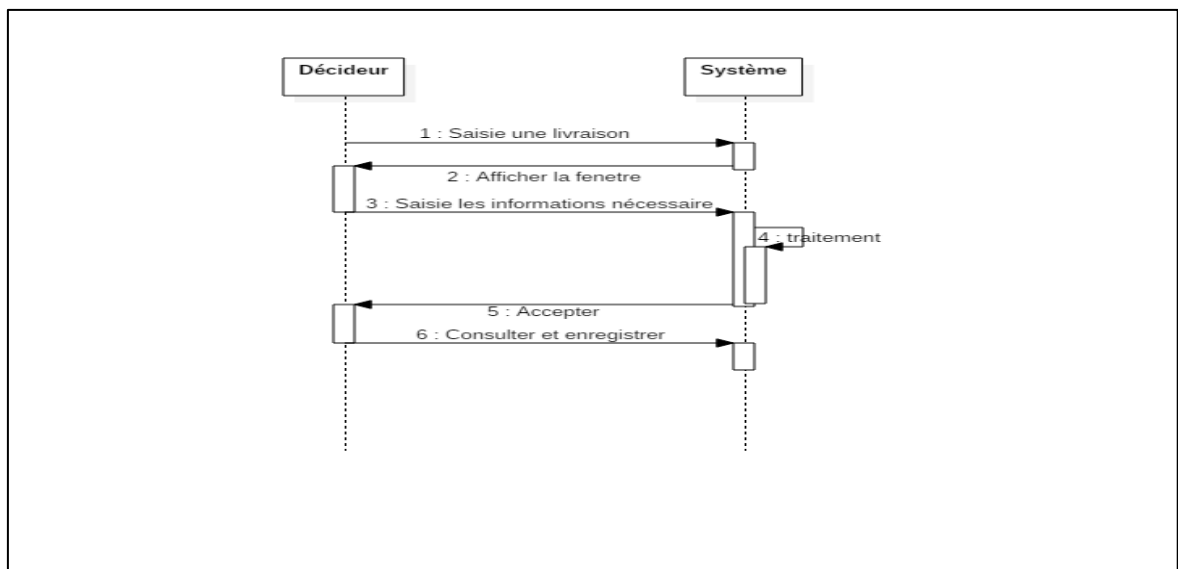 Décideur
Système
1 : Saisie une livraison
2 : Afficher la fenetre
3 : Saisie les informations nécessaire
4 : traitement
5 : Accepter
6 : Consulter et enregistrer